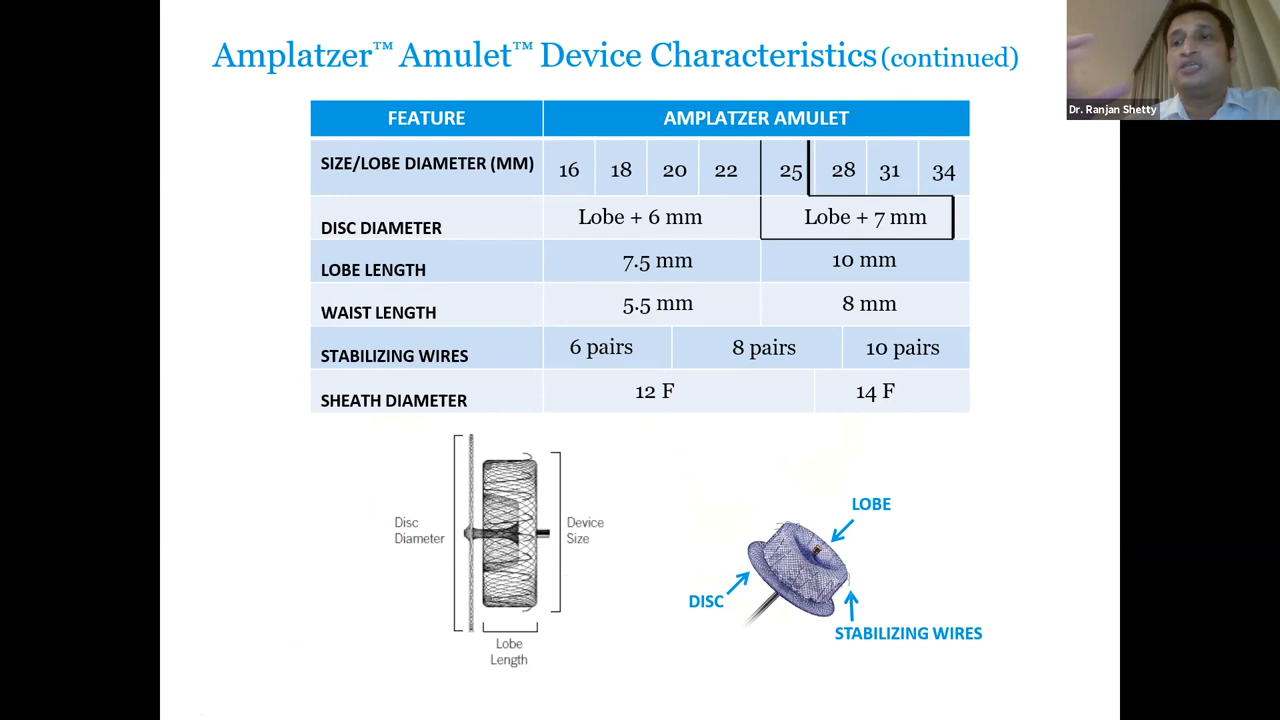 Amplatzer™ Amulet™ Device Characteristics (continued)
Dr. Ranjan Shetty
FEATURE AMPLATZER AMULET
SIZE/LOBE DIAMETER (MM) 16 18 20 22 25 28 31 34
DISC DIAMETER Lobe + 6 mm Lobe + 7 mm
LOBE LENGTH 7.5 mm 10 mm
WAIST LENGTH 5.5 mm 8 mm
STABILIZING WIRES 6 pairs 8 pairs 10 pairs
SHEATH DIAMETER 12 F 14 F
Disc
Diameter
Device
Size
Lobe
Length
LOBE
DISC
STABILIZING WIRES